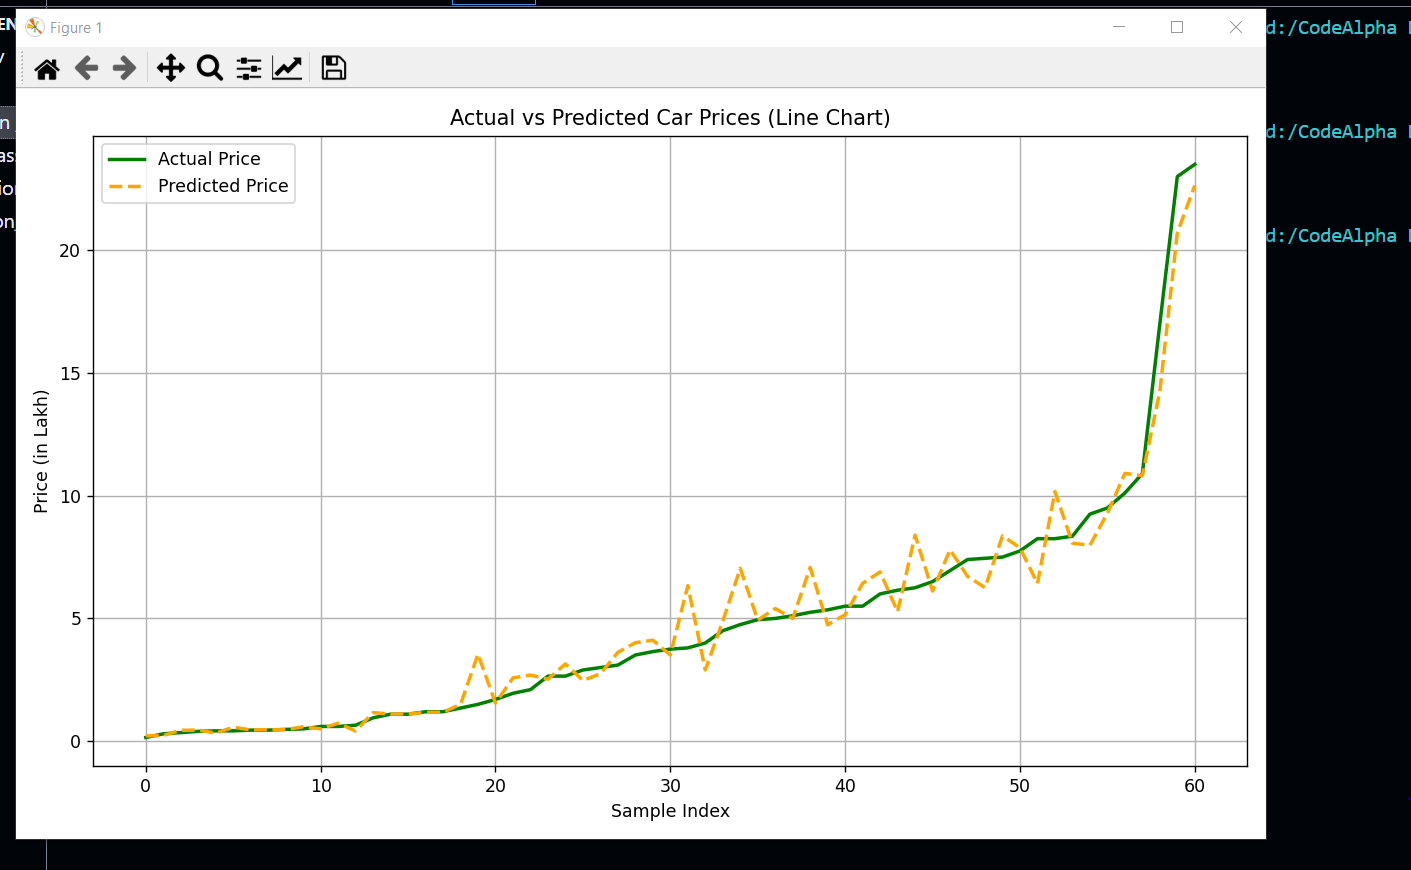 EN
Figure 1
d:/CodeAlpha
Actual vs Predicted Car Prices (Line Chart)
Actual Price
Predicted Price
d:/CodeAlpha
d:/CodeAlpha
20
15
10
5
0
Price (in Lakh)
0 10 20 30 40 50 60
Sample Index